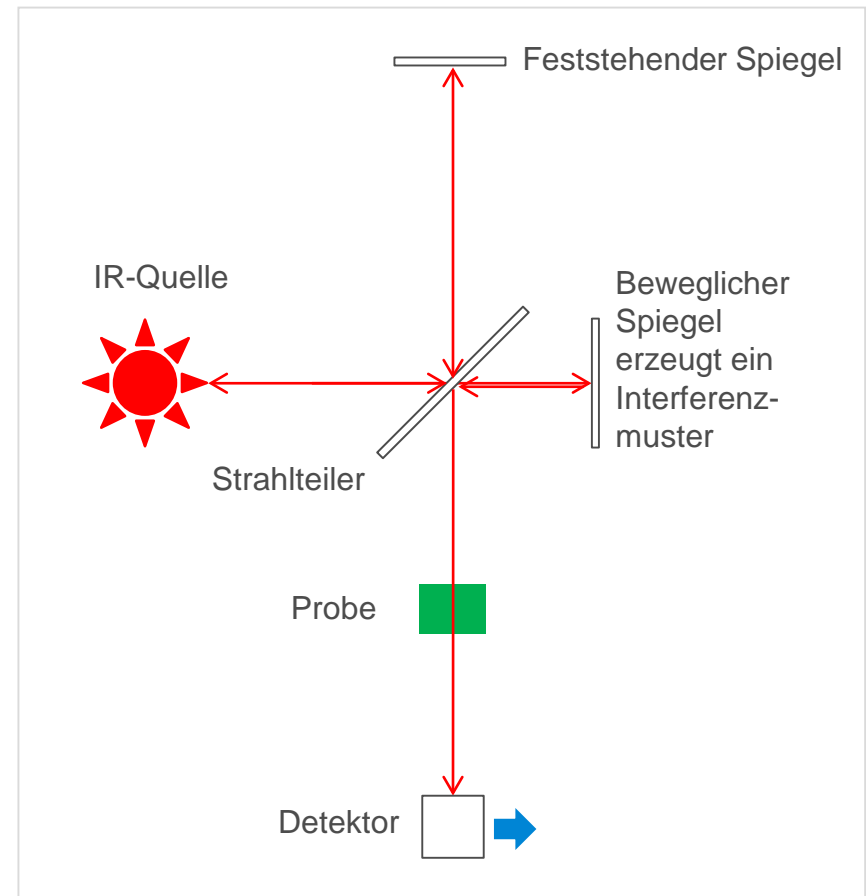 Feststehender Spiegel
IR-Quelle
Beweglicher
Spiegel
erzeugt ein
Interferenz-
muster
Strahlteiler
Probe
Detektor